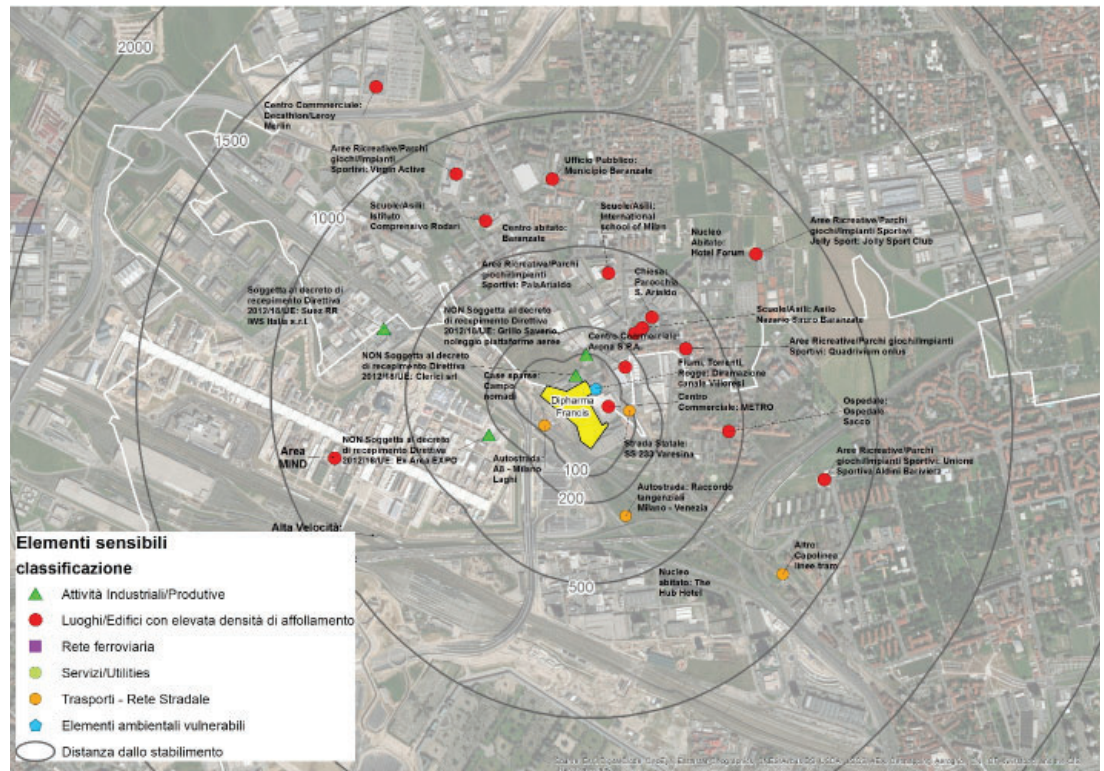 2000
Centro Commnerciale:
Decathlon/Leroy
Merlin
1500
Aree Ricreative/Parchi
giochi/Impianti
Sportivi: Virgin Active
Ufficio Pubblico:
Municipio Baranzate
1000
Scuole/Asili:
Istituto
Comprensivo Rodari
Centro abitato:
Baranzate
Scuole/Asili:
International
school of Milan
Nucleo
Abitato:
Hotel Forum
Aree Ricreative/Parchi
giochi/Impianti Sportivi
Jolly Sport: Jolly Sport Club
Aree Ricreative/Parchi
giochi/Impienti
Sportivi: PalaArialdo
Chiesa:
Parocchia
S. Arialdo
Soggetta al decreto di
recepimento Direttiva
2012/18/UE: Suez RR
IWS Italia s.r.l.
NON Soggetta al decreto
di recepimento Direttiva
2012/18/UE: Grillo Saverio,
noleggio piattaforme aeree
Scuole/Asili: Asilo
Nazario Sauro Baranzate
Centro Commerciale:
Arena S.P.A.
Aree Ricreative/Parchi giochi/Impianti
Sportivi: Quadrivium onlus
NON Soggetta al decreto
di recepimento Direttiva
2012/18/UE: Clerici srl
Case sparse:
Campo
nomadi
Fiumi, Torrenti,
Rogge: Diramazione
canale Villoresi
Dipharma
Francis
Centro
Commerciale: METRO
Ospedale:
Ospedale
Sacco
NON Soggetta al decreto
di recepimento Direttiva
2012/18/UE: Ex Area EXPO
Area
MIND
Strada Statale:
SS 233 Varesina
Autostrada:
A8 - Milano
Laghi
100
Aree Ricreative/Parchi
giochi/Impianti Sportivi: Unione
Sportiva Aldini Bariviera
200
Autostrada: Raccordo
tangenziali
Milano - Venezia
Alta Velocità:
Altro:
Capolinea
linee tram
500
Nucleo
abitato: The
Hub Hotel
Elementi sensibili
classificazione
Attività Industriali/Produtive
Luoghi/Edifici con elevata densità di affollamento
Rete ferroviaria
Servizi/Utilities
Trasporti - Rete Stradale
Elementi ambientali vulnerabili
Distanza dallo stabilimento